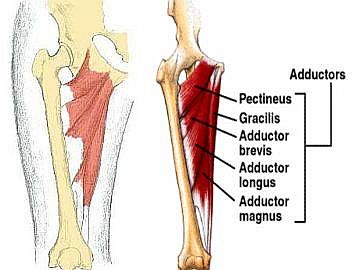 Adductors
Pectineus
Gracilis
Adductor
brevis
Adductor
longus
Adductor
magnus